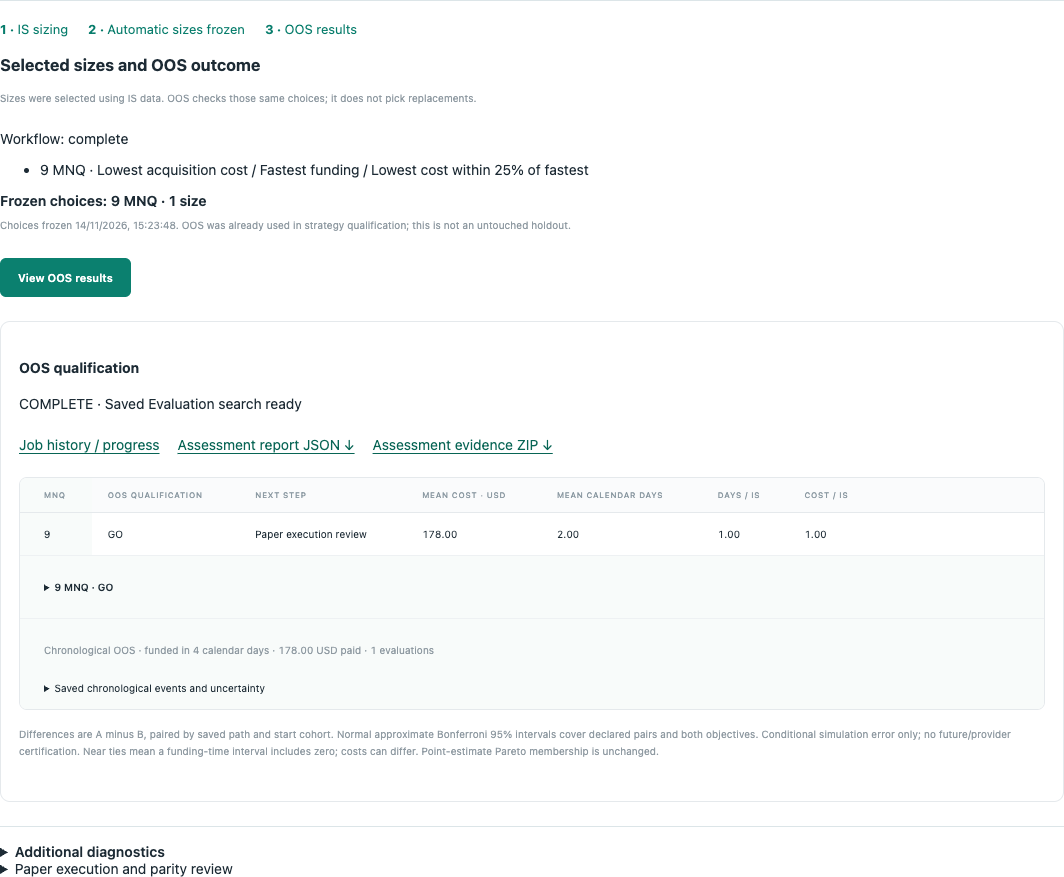 1 · IS sizing 2 · Automatic sizes frozen 3 · OOS results
Selected sizes and OOS outcome
Sizes were selected using IS data. OOS checks those same choices; it does not pick replacements.
Workflow: complete
• 9 MNQ · Lowest acquisition cost / Fastest funding / Lowest cost within 25% of fastest
Frozen choices: 9 MNQ · 1 size
Choices frozen 14/11/2026, 15:23:48. OOS was already used in strategy qualification; this is not an untouched holdout.
View OOS results
OOS qualification
COMPLETE · Saved Evaluation search ready
Job history / progress Assessment report JSON ↓ Assessment evidence ZIP ↓
MNQ OOS QUALIFICATION NEXT STEP MEAN COST · USD MEAN CALENDAR DAYS DAYS / IS COST / IS
9 GO Paper execution review 178.00 2.00 1.00 1.00
▶ 9 MNQ · GO
Chronological OOS · funded in 4 calendar days · 178.00 USD paid · 1 evaluations
▶ Saved chronological events and uncertainty
Differences are A minus B, paired by saved path and start cohort. Normal approximate Bonferroni 95% intervals cover declared pairs and both objectives. Conditional simulation error only; no future/provider
certification. Near ties mean a funding-time interval includes zero; costs can differ. Point-estimate Pareto membership is unchanged.
▶ Additional diagnostics
▶ Paper execution and parity review